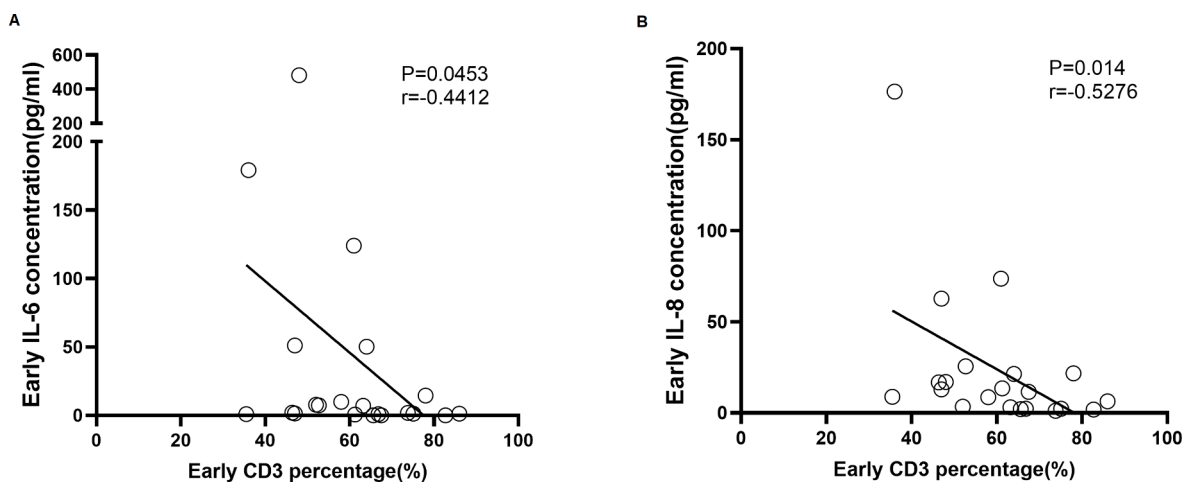 A
Early IL-6 concentration(pg/ml)
600
400
200
200
150
100
50
0
P=0.0453
r=-0.4412
0 20 40 60 80 100
Early CD3 percentage(%)
B
Early IL-8 concentration(pg/ml)
200
150
100
50
0
P=0.014
r=-0.5276
0 20 40 60 80 100
Early CD3 percentage(%)